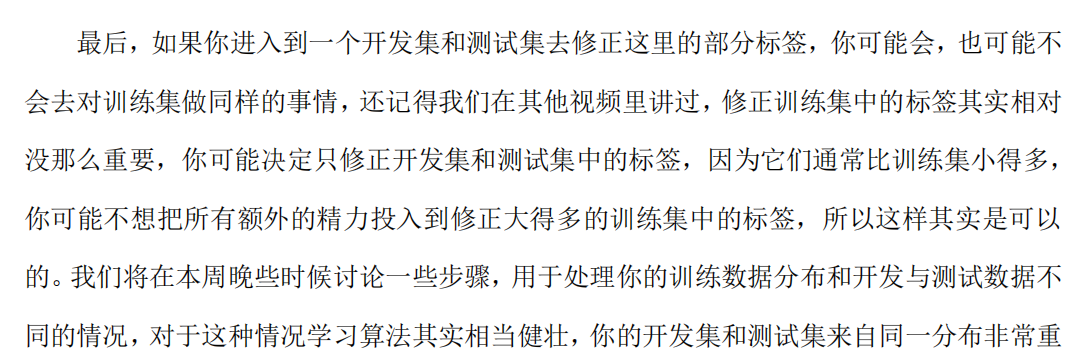 最后，如果你进入到一个开发集和测试集去修正这里的部分标签，你可能会，也可能不
会去对训练集做同样的事情，还记得我们在其他视频里讲过，修正训练集中的标签其实相对
没那么重要，你可能决定只修正开发集和测试集中的标签，因为它们通常比训练集小得多，
你可能不想把所有额外的精力投入到修正大得多的训练集中的标签，所以这样其实是可以
的。我们将在本周晚些时候讨论一些步骤，用于处理你的训练数据分布和开发与测试数据不
同的情况，对于这种情况学习算法其实相当健壮，你的开发集和测试集来自同一分布非常重